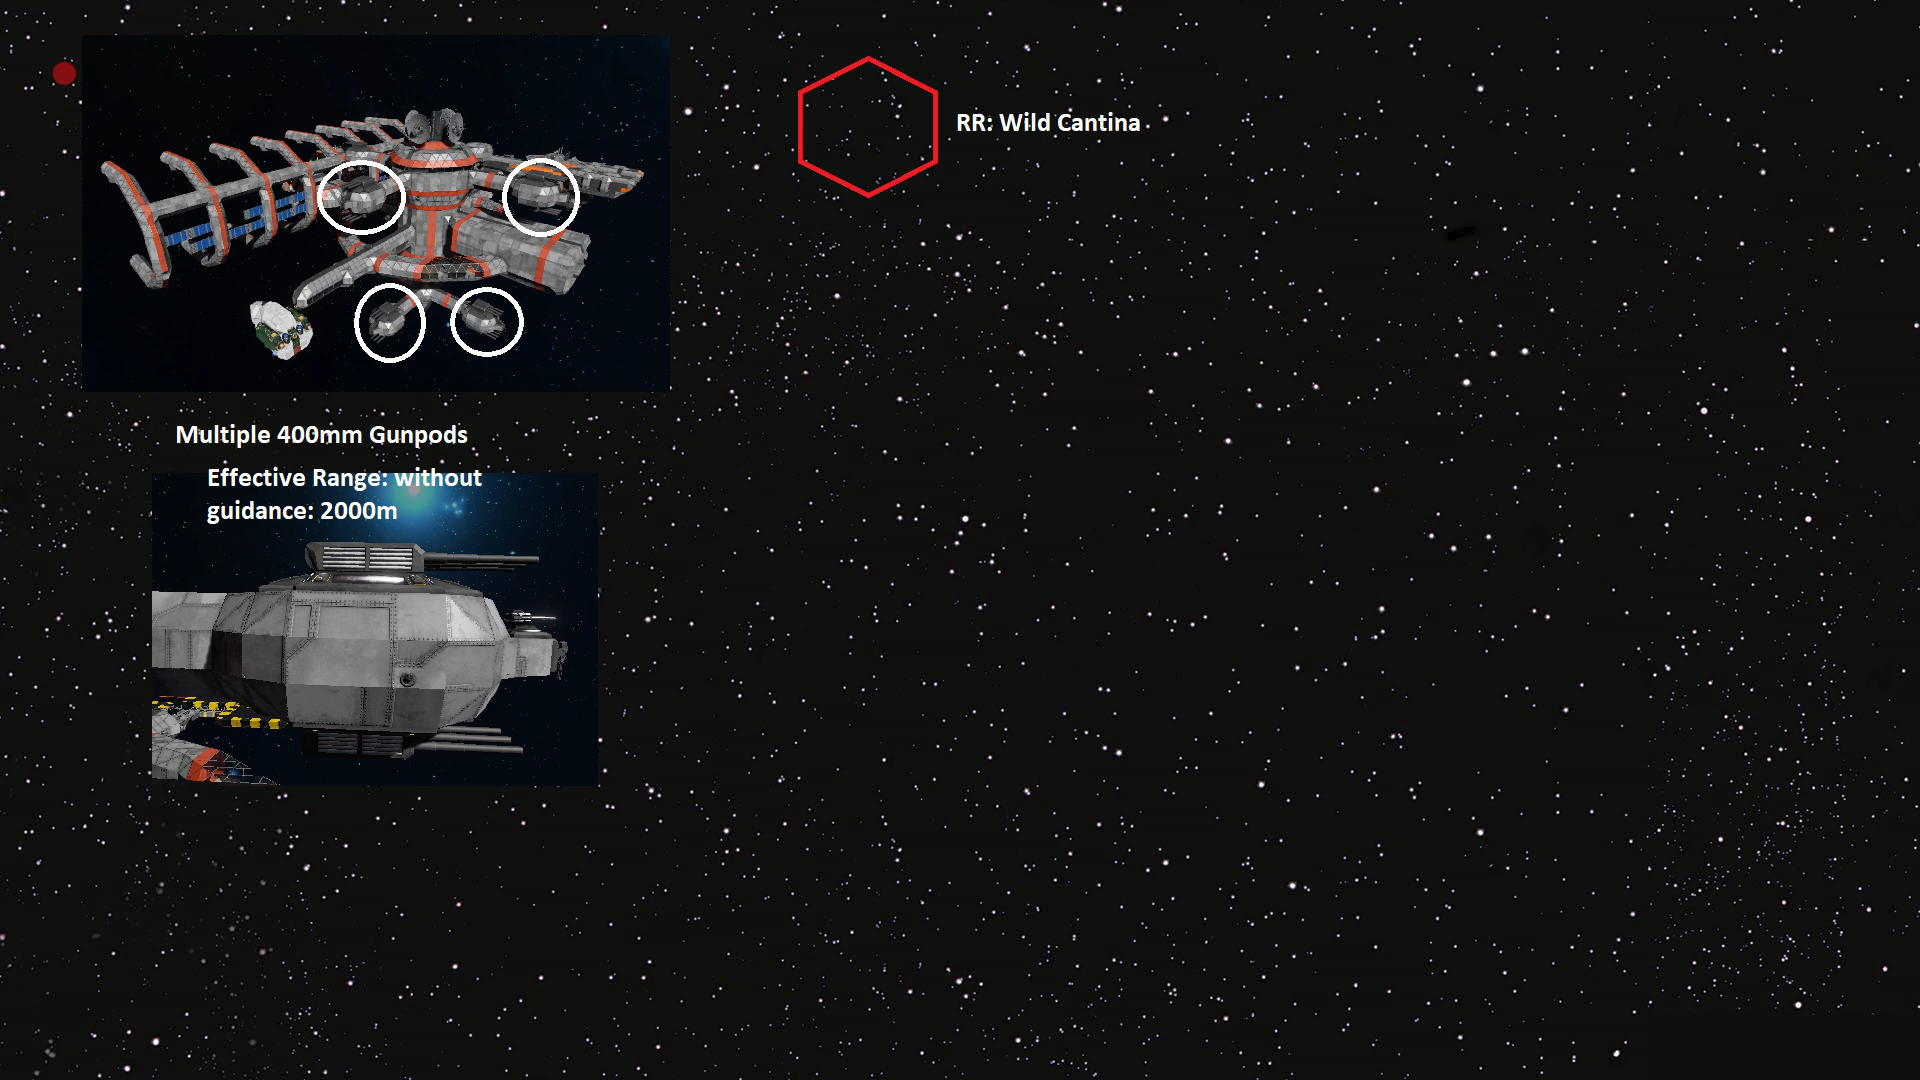 RR: Wild Cantina
Multiple 400mm Gunpods
Effective Range: without
guidance: 2000m